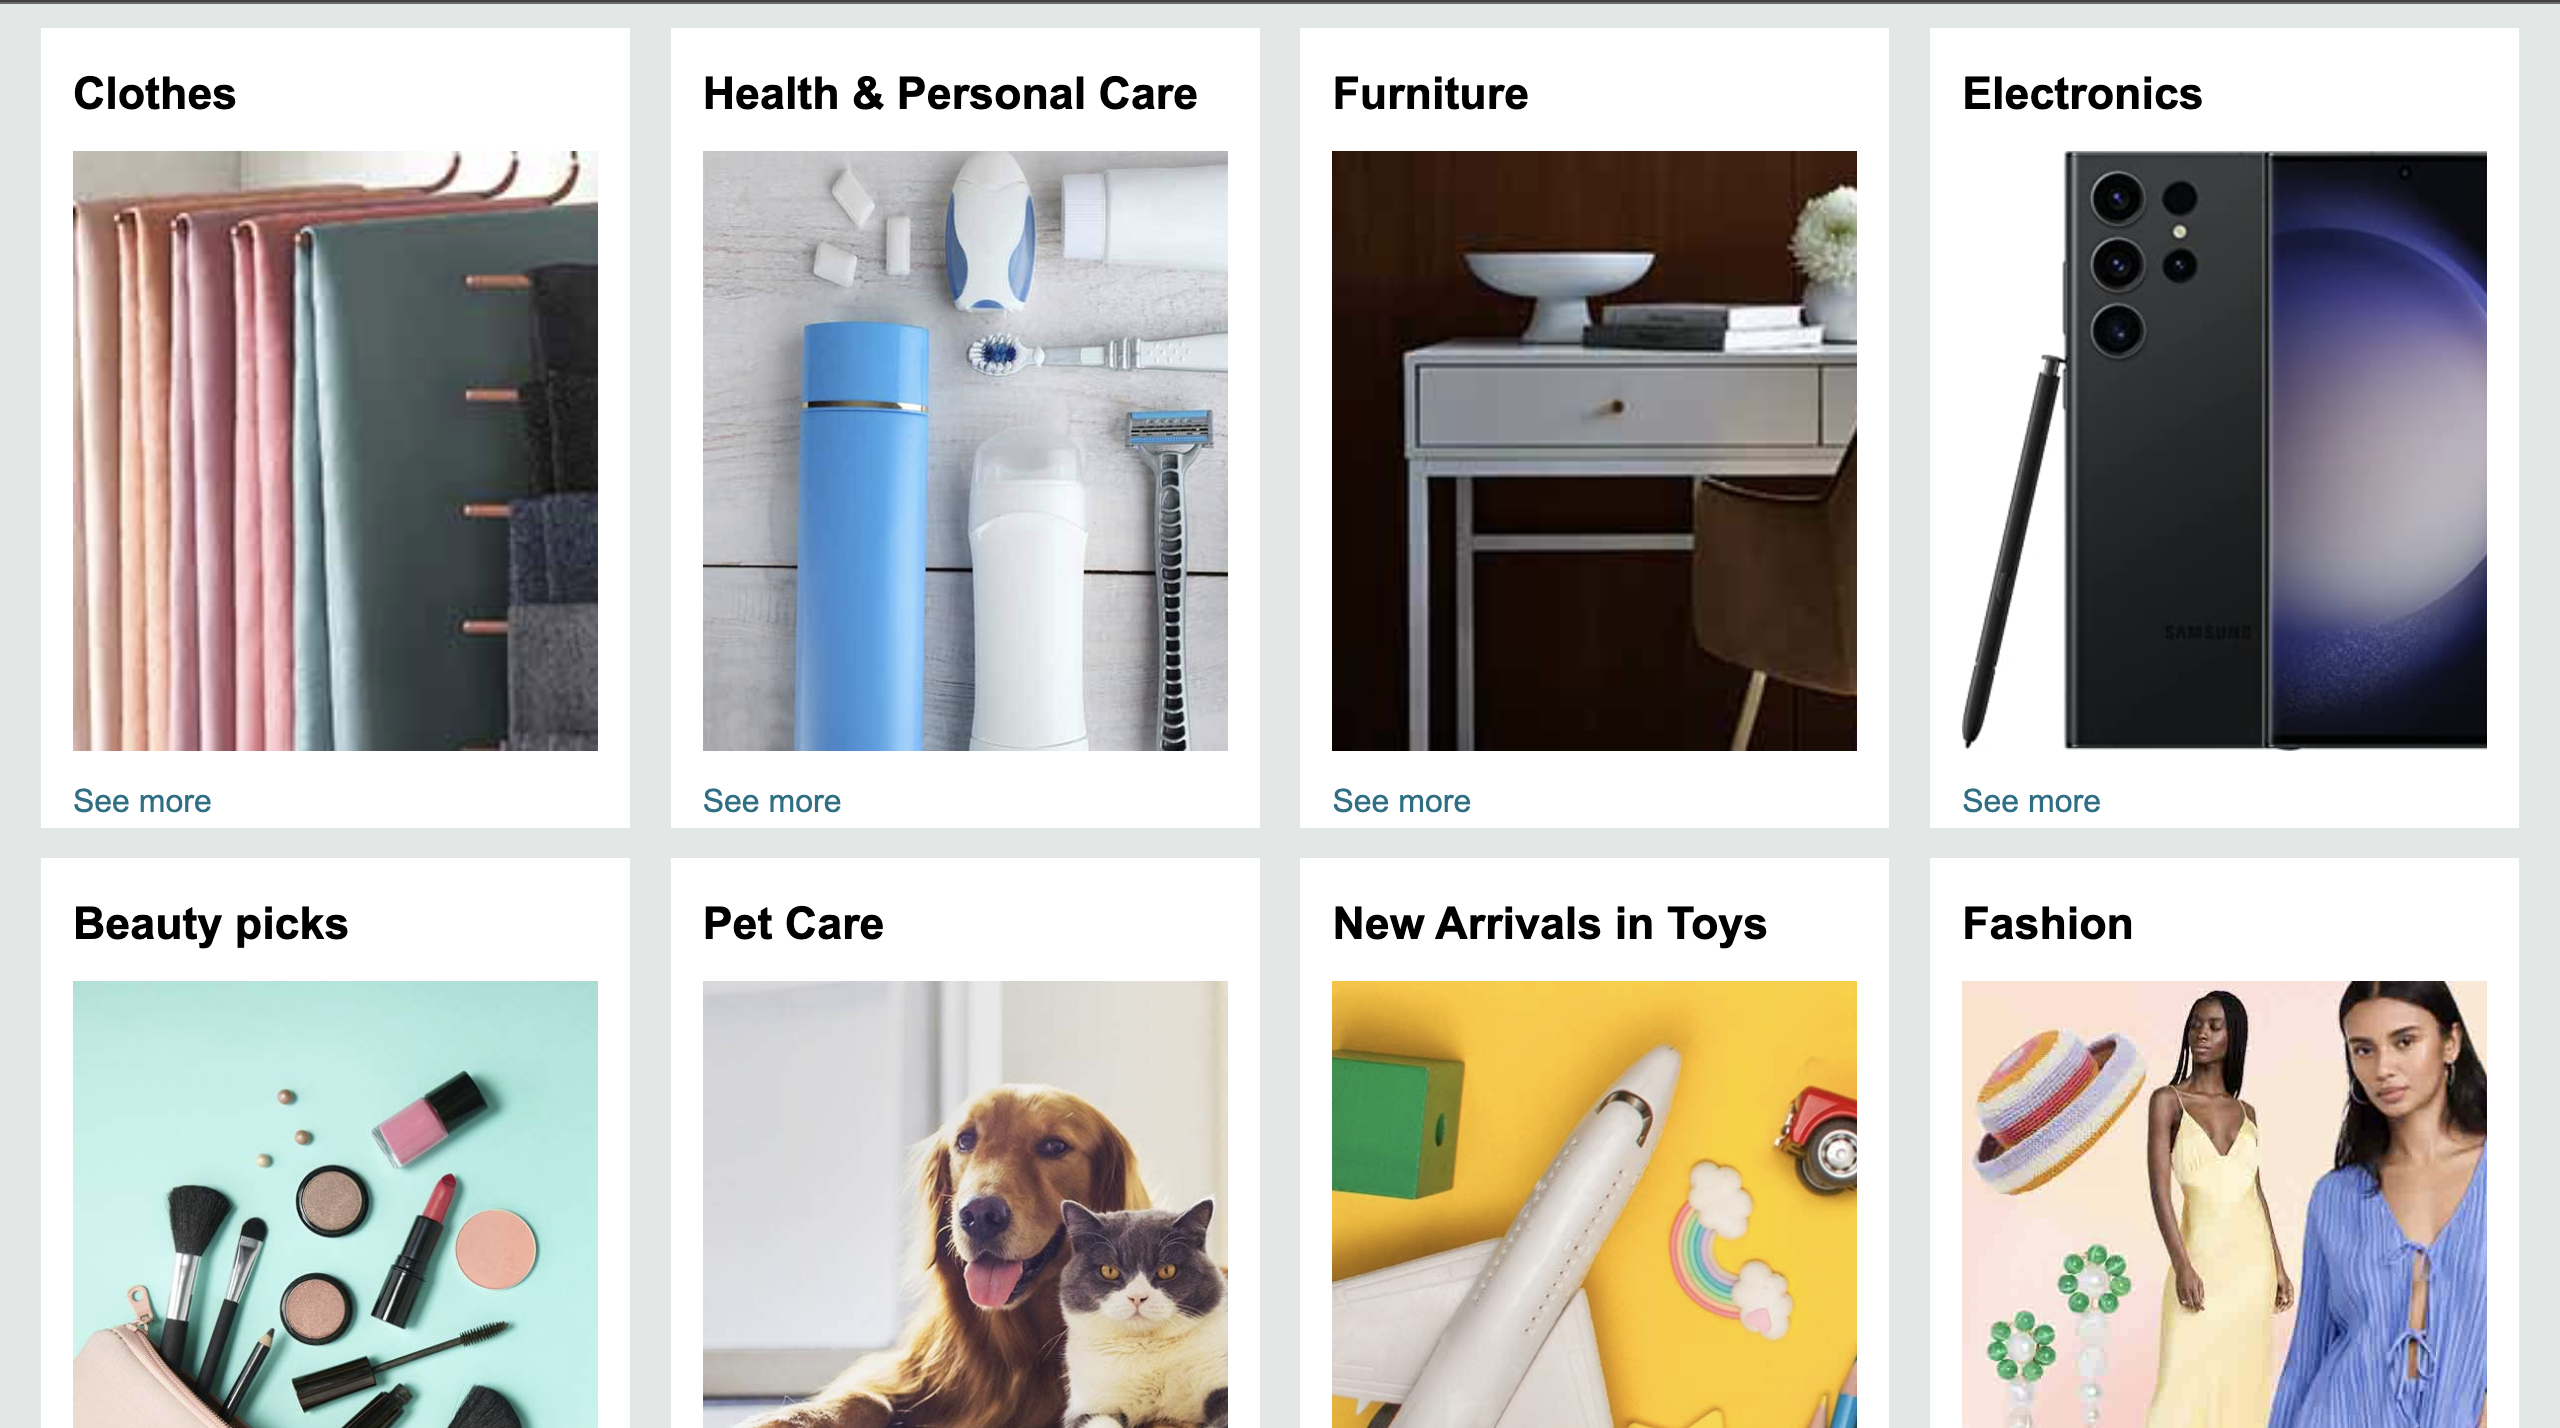 Clothes
Health & Personal Care
Furniture
Electronics
SAMSUNG
See more
See more
See more
See more
Beauty picks
Pet Care
New Arrivals in Toys
Fashion